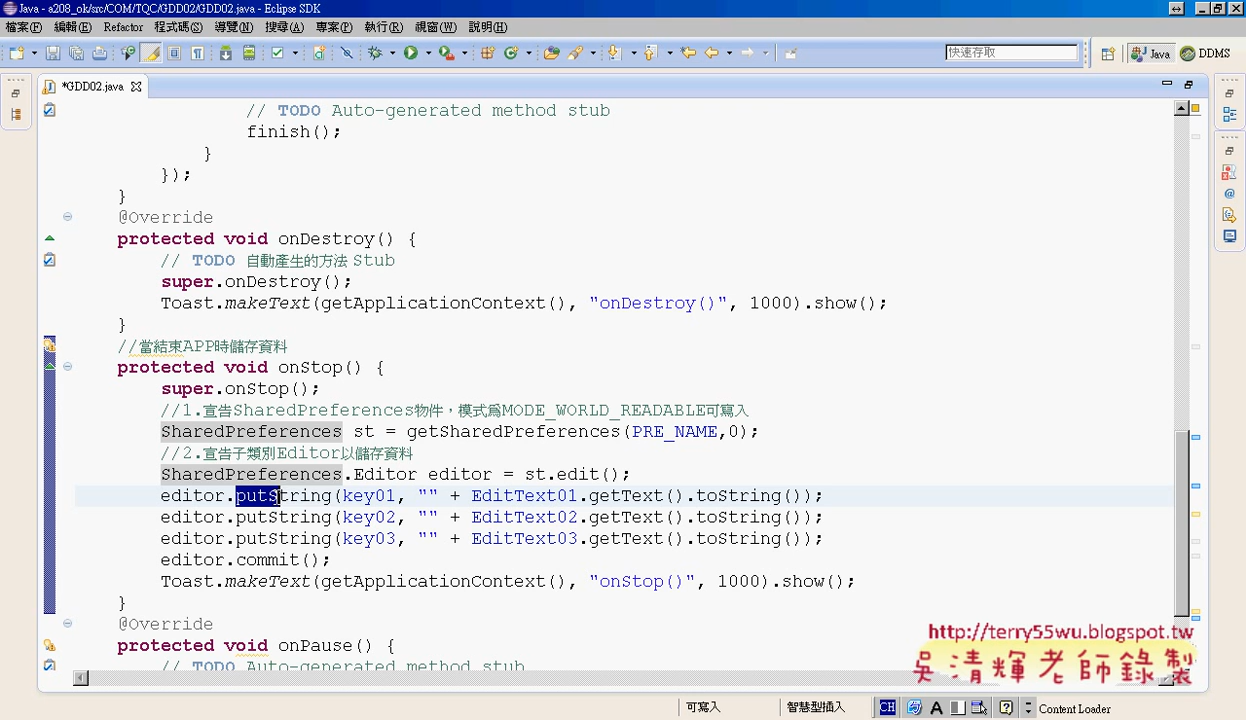 Java - a208_ok/src/COM/TQC/GDD02/GDD02.java - Eclipse SDK
檔案(F) 編輯(E) Refactor 程式碼(S) 導覽(N) 搜尋(A) 專案(P) 執行(R) 視窗(W) 說明(H)
快速存取
Java
DDMS
*GDD02.java
// TODO Auto-generated method stub
finish();
}
});
}
@Override
protected void onDestroy() {
// TODO 自動產生的方法 Stub
super.onDestroy();
Toast.makeText(getApplicationContext(), "onDestroy()", 1000).show();
}
//當結束APP時儲存資料
protected void onStop() {
super.onStop();
//1.宣告SharedPreferences物件，模式為MODE_WORLD_READABLE可寫入
SharedPreferences st = getSharedPreferences(PRE_NAME,0);
//2.宣告子類別Editor以儲存資料
SharedPreferences.Editor editor = st.edit();
editor.putString(key01, "" + EditText01.getText().toString());
editor.putString(key02, "" + EditText02.getText().toString());
editor.putString(key03, "" + EditText03.getText().toString());
editor.commit();
Toast.makeText(getApplicationContext(), "onStop()", 1000).show();
}
@Override
protected void onPause() {
// TODO Auto-generated method stub
http://terry55wu.blogspot.tw
吳清輝老師錄製
可寫入
智慧型插入
CH
Content Loader